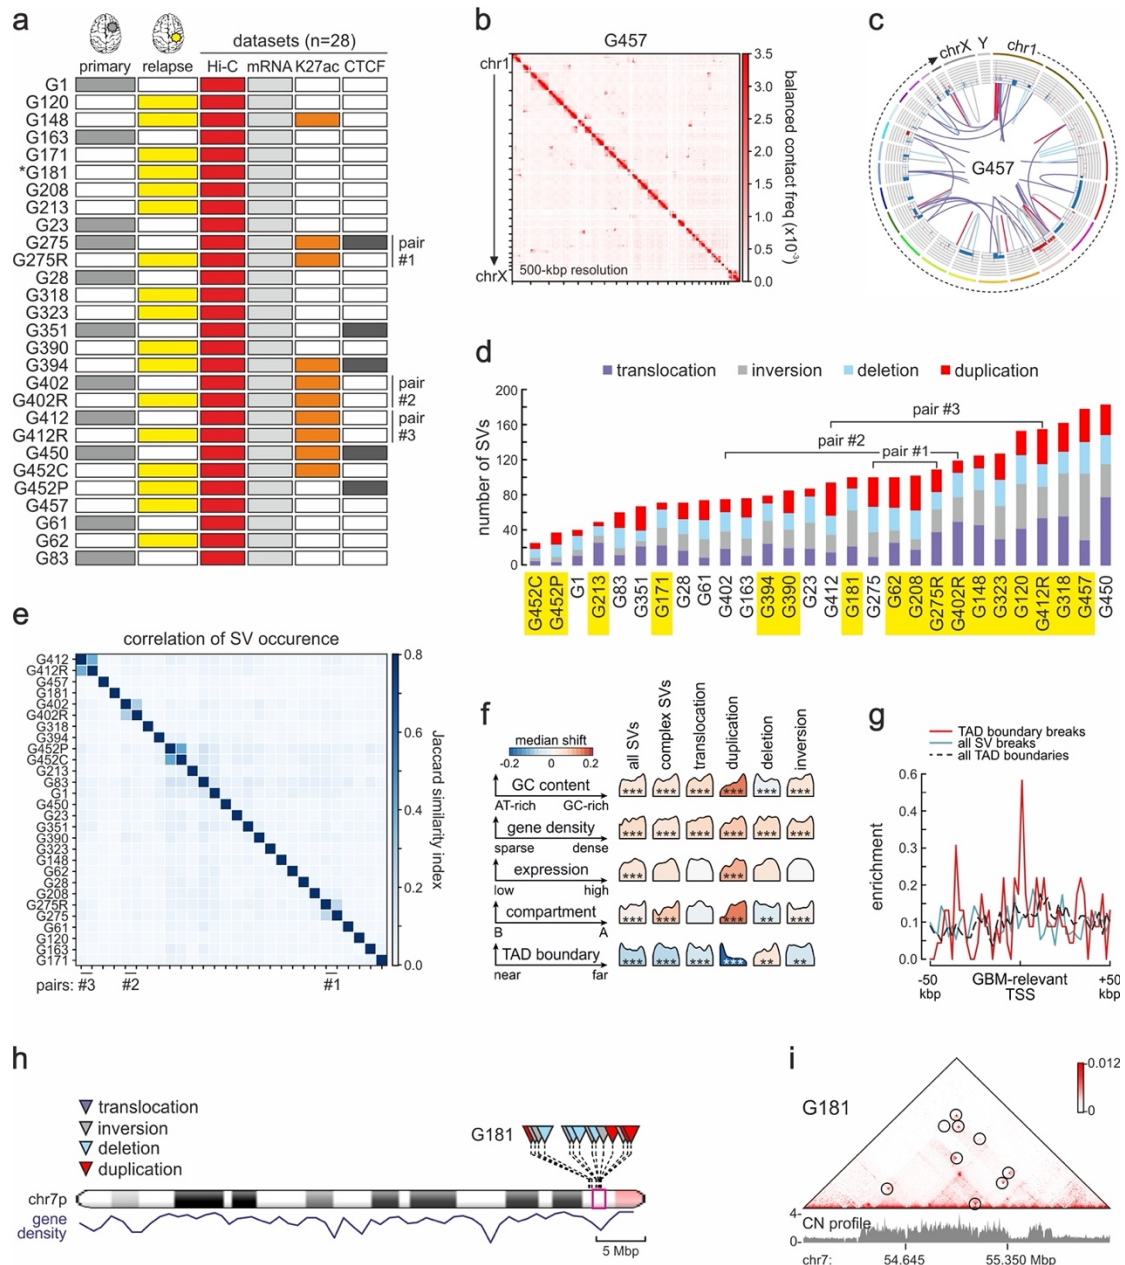 a
primary
relapse
datasets (n=28)
Hi-C
mRNA
K27ac
CTCF
G1
G120
G148
G163
G171
*G181
G208
G213
G23
G275
G275R
G28
G318
G323
G351
G390
G394
G402
G402R
G412
G412R
G450
G452C
G452P
G457
G61
G62
G83
pair
#1
pair
#2
pair
#3
b
G457
chr1
chrX
500-kbp resolution
3.5
3.0
2.5
2.0
1.5
1.0
0.5
0.0
balanced contact freq (x10⁻³)
c
chrX
Y
chr1
G457
d
translocation
inversion
deletion
duplication
number of SVs
200
160
120
80
40
0
pair #3
pair #2
pair #1
G452C
G452P
G1
G213
G83
G351
G171
G28
G61
G402
G163
G394
G390
G23
G412
G181
G275
G62
G208
G275R
G402R
G148
G323
G120
G412R
G318
G457
G450
e
correlation of SV occurence
G412
G412R
G457
G181
G402
G402R
G318
G394
G452P
G452C
G213
G83
G1
G450
G23
G351
G390
G323
G148
G62
G28
G208
G275R
G275
G61
G120
G163
G171
pairs: #3
#2
#1
0.8
0.6
0.4
0.2
0.0
Jaccard similarity index
f
median shift
-0.2
0
0.2
all SVs
complex SVs
translocation
duplication
deletion
inversion
GC content
AT-rich
GC-rich
*** *** *** *** *** ***
gene density
sparse
dense
*** *** *** *** *** ***
expression
low
high
***
compartment
B
A
*** *** *** ** ***
TAD boundary
near
far
*** *** *** *** ** **
g
TAD boundary breaks
all SV breaks
all TAD boundaries
enrichment
0.6
0.4
0.2
0.1
0.0
-50
kbp
GBM-relevant
TSS
+50
kbp
h
translocation
inversion
deletion
duplication
G181
chr7p
gene
density
5 Mbp
i
G181
0.012
0
4
0
CN profile
chr7:
54.645
55.350 Mbp